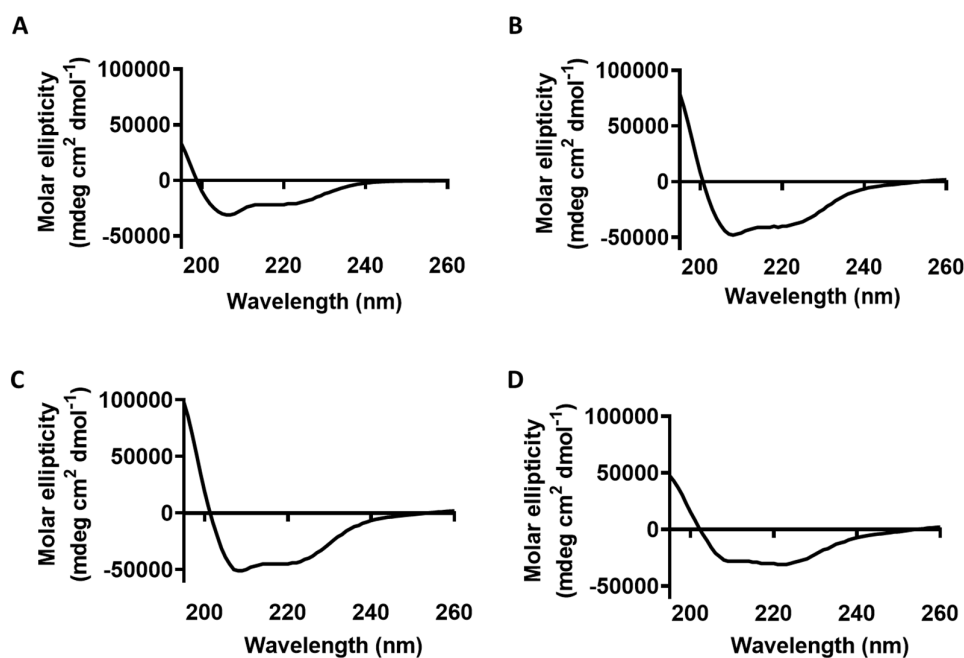 A
Molar ellipticity
(mdeg cm² dmol⁻¹)
100000
50000
0
-50000
200 220 240 260
Wavelength (nm)
B
Molar ellipticity
(mdeg cm² dmol⁻¹)
100000
50000
0
-50000
200 220 240 260
Wavelength (nm)
C
Molar ellipticity
(mdeg cm² dmol⁻¹)
100000
50000
0
-50000
200 220 240 260
Wavelength (nm)
D
Molar ellipticity
(mdeg cm² dmol⁻¹)
100000
50000
0
-50000
200 220 240 260
Wavelength (nm)